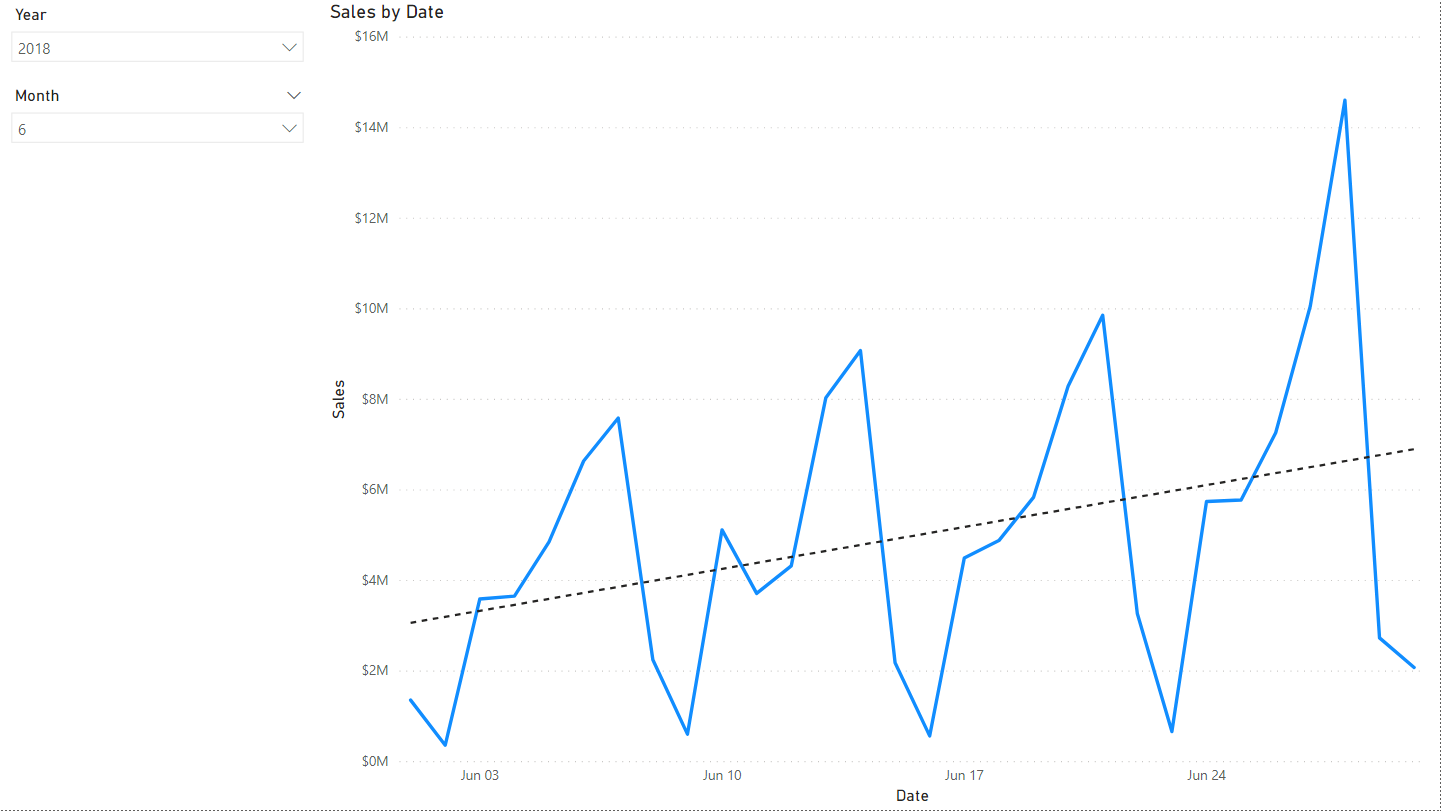 Year
2018
Month
6
Sales by Date
$16M
$14M
$12M
$10M
$8M
$6M
$4M
$2M
$0M
Sales
Jun 03 Jun 10 Jun 17 Jun 24
Date